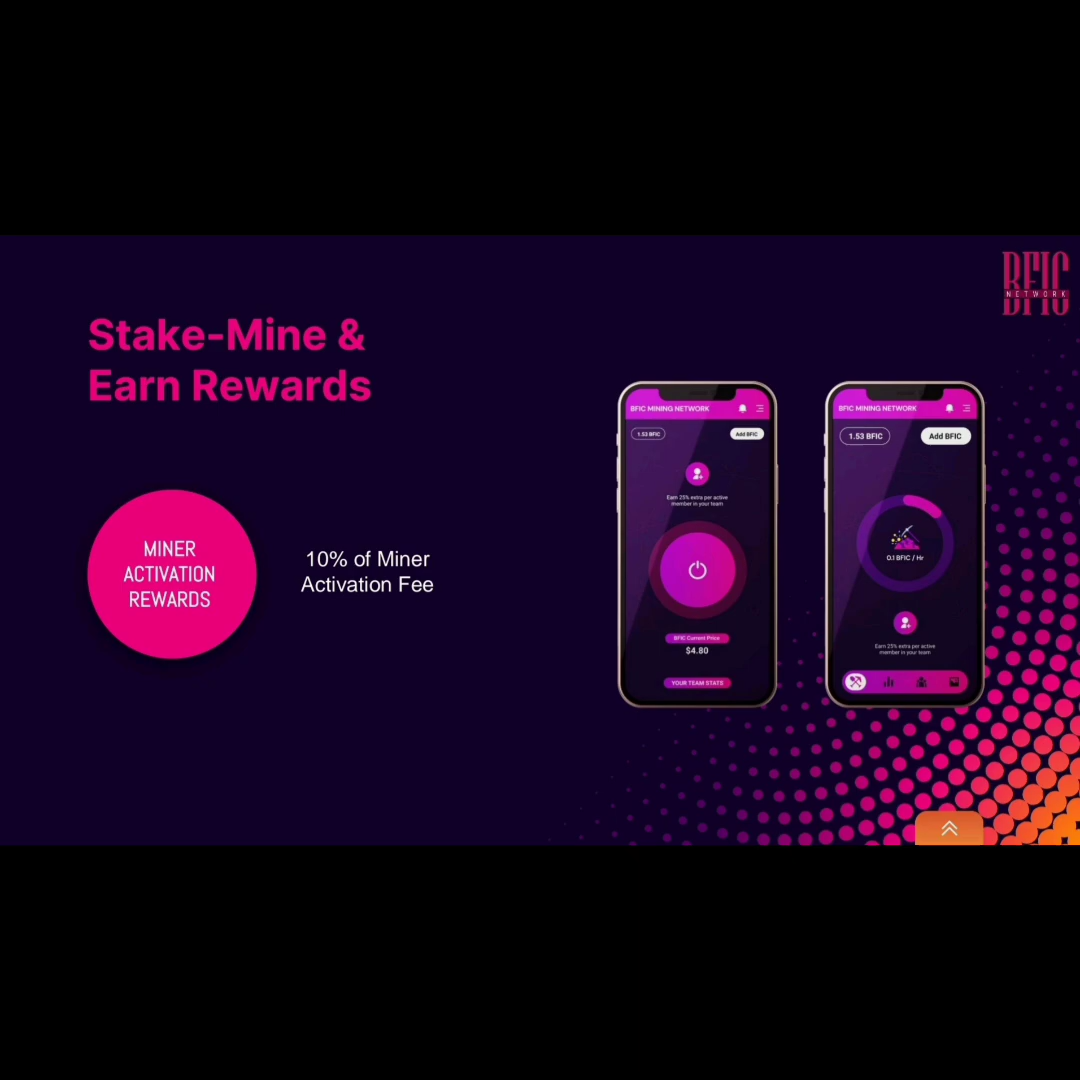 BFIC
NETWORK
Stake-Mine &
Earn Rewards
MINER
ACTIVATION
REWARDS
10% of Miner
Activation Fee
BFIC MINING NETWORK
1.53 BFIC
Add BFIC
Earn 25% extra per active
member in your team
BFIC Current Price
$4.80
YOUR TEAM STATS
BFIC MINING NETWORK
1.53 BFIC
Add BFIC
0.1 BFIC / Hr
Earn 25% extra per active
member in your team